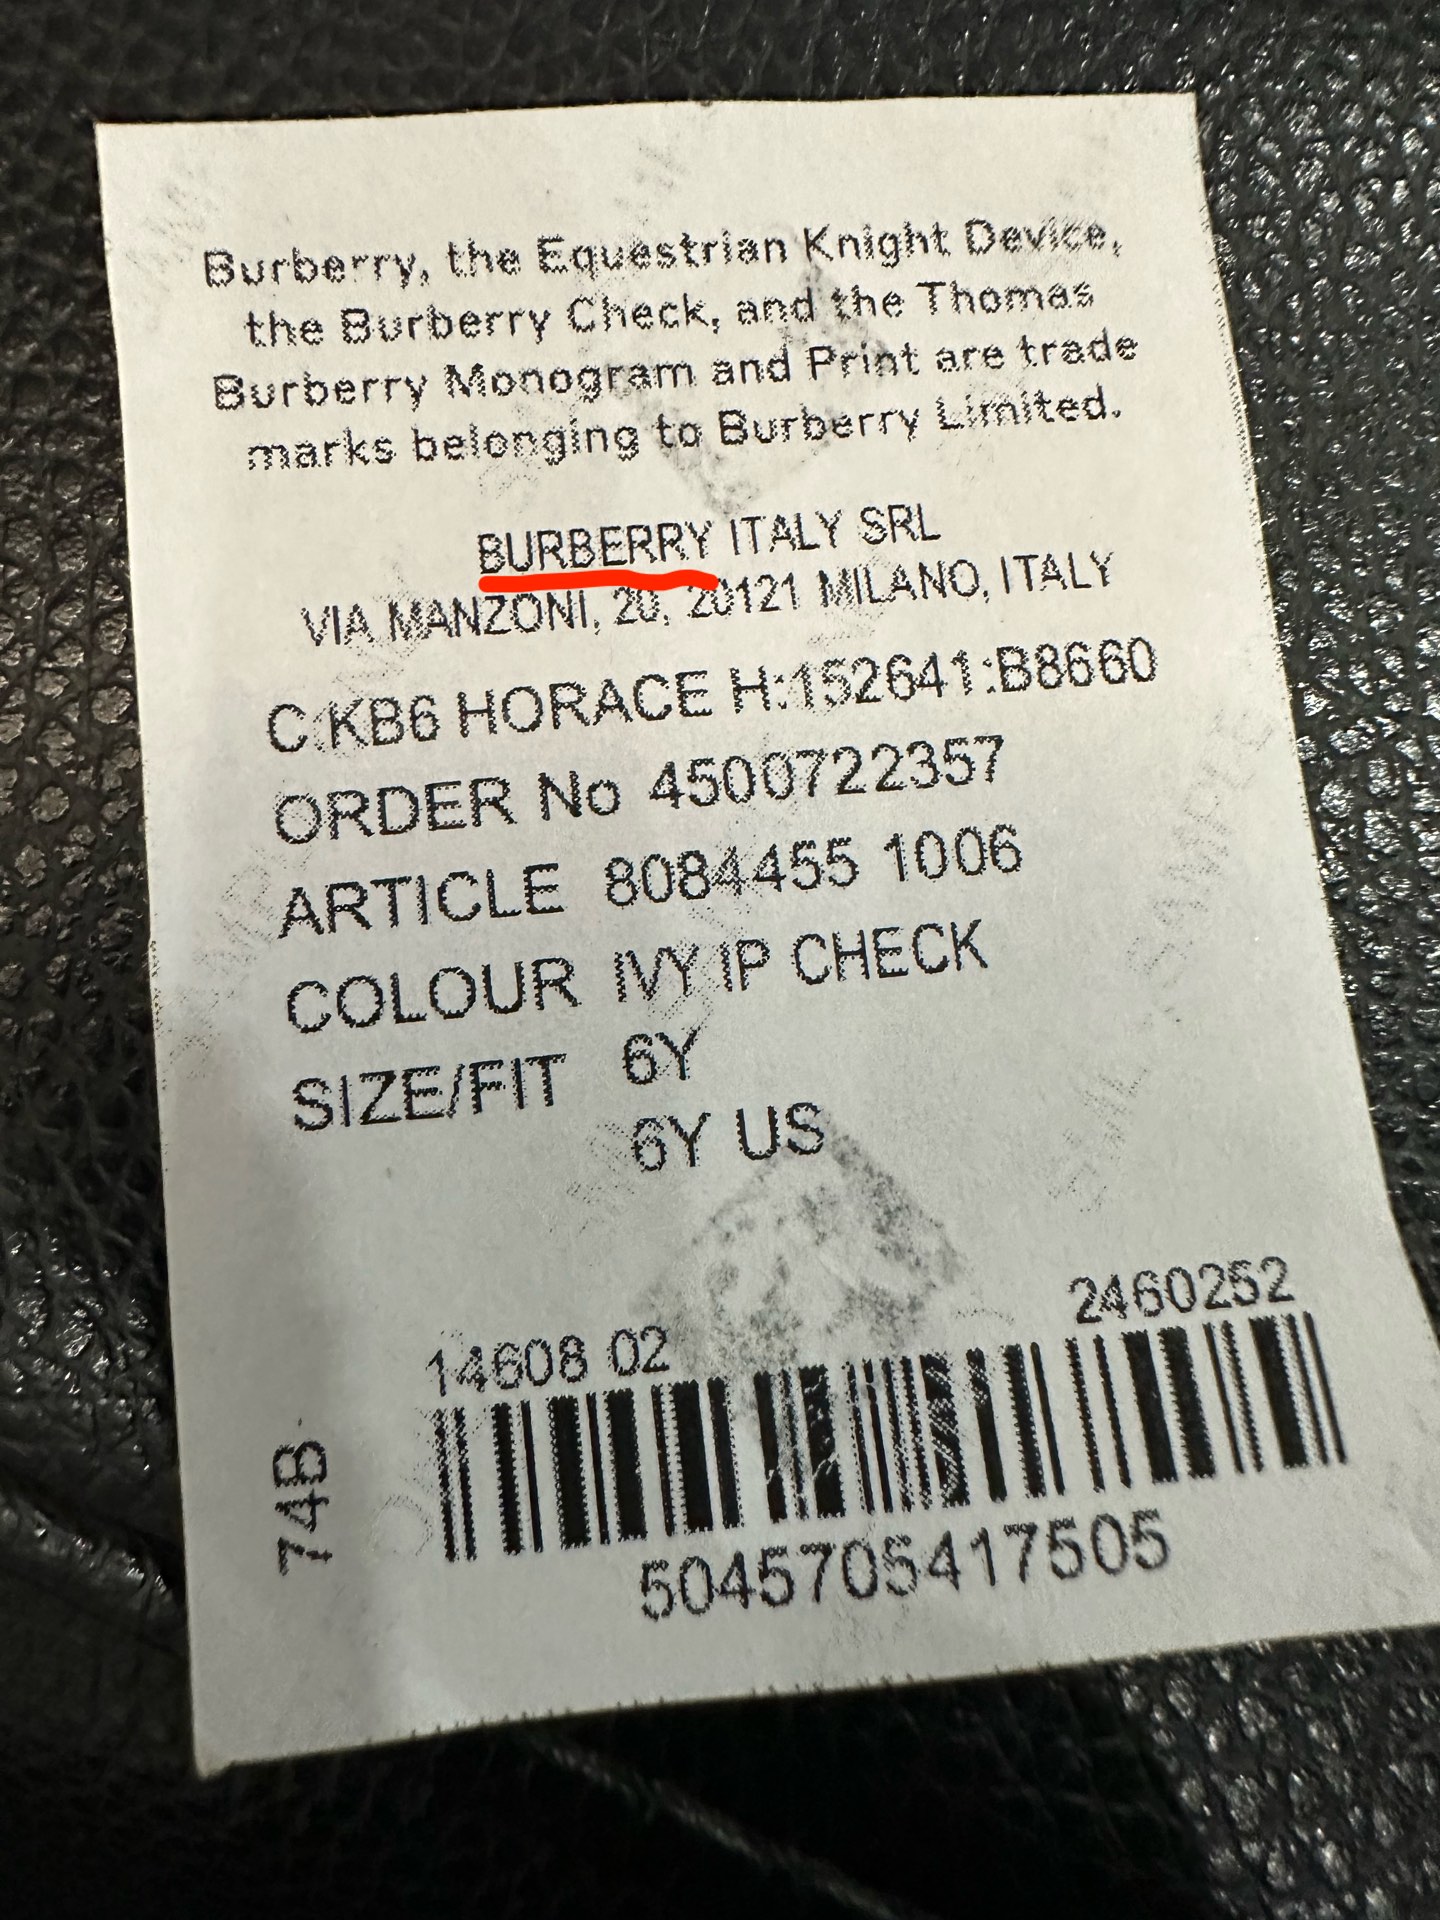 Burberry, the Equestrian Knight Device,
the Burberry Check, and the Thomas
Burberry Monogram and Print are trade
marks belonging to Burberry Limited.
BURBERRY ITALY SRL
VIA MANZONI, 20, 20121 MILANO, ITALY
C:KB6 HORACE H:152641:B8660
ORDER No 4500722357
ARTICLE 8084455 1006
COLOUR IVY IP CHECK
SIZE/FIT 6Y
6Y US
14608 02 2460252
74B
5045705417505